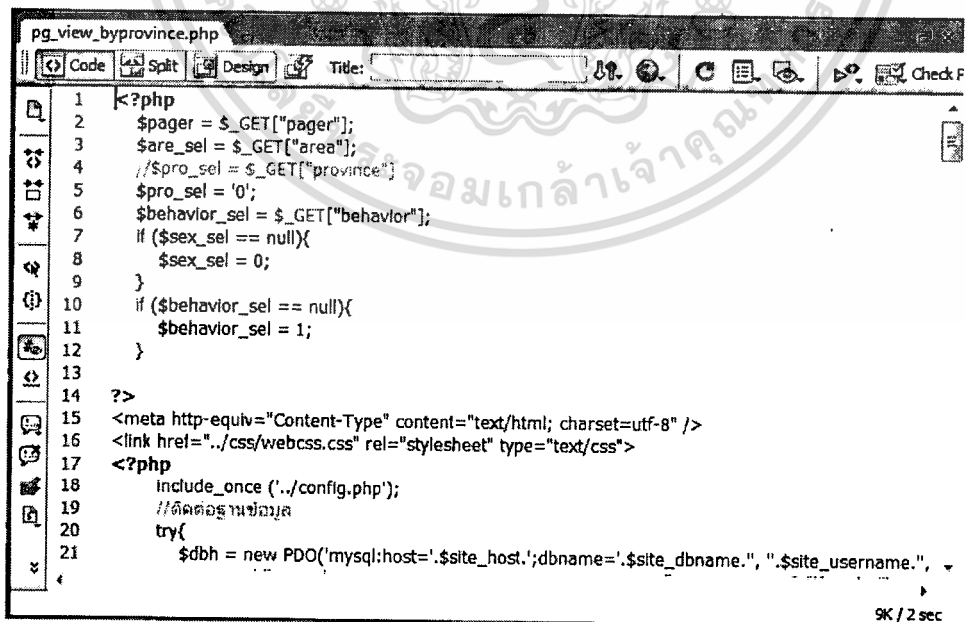 pg_view_byprovince.php
Code Split Design Title: Check P
1 <?php
2 $pager = $_GET["pager"];
3 $are_sel = $_GET["area"];
4 //$pro_sel = $_GET["province"]
5 $pro_sel = '0';
6 $behavior_sel = $_GET["behavior"];
7 if ($sex_sel == null){
8 $sex_sel = 0;
9 }
10 if ($behavior_sel == null){
11 $behavior_sel = 1;
12 }
13
14 ?>
15 <meta http-equiv="Content-Type" content="text/html; charset=utf-8" />
16 <link href="../css/webcss.css" rel="stylesheet" type="text/css">
17 <?php
18 include_once ('../config.php');
19 //ติดต่อฐานข้อมูล
20 try{
21 $dbh = new PDO('mysql:host='.$site_host.';dbname='.$site_dbname.", ".$site_username.",
9K / 2 sec